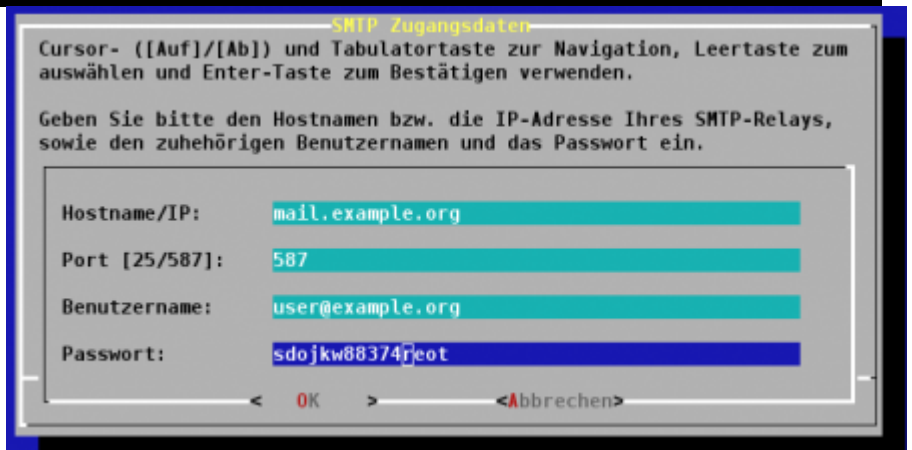 SMTP Zugangsdaten
Cursor- ([Auf]/[Ab]) und Tabulatortaste zur Navigation, Leertaste zum
auswählen und Enter-Taste zum Bestätigen verwenden.
Geben Sie bitte den Hostnamen bzw. die IP-Adresse Ihres SMTP-Relays,
sowie den zuhehörigen Benutzernamen und das Passwort ein.
Hostname/IP: mail.example.org
Port [25/587]: 587
Benutzername: user@example.org
Passwort: sdojkw88374reot
< OK > <Abbrechen>